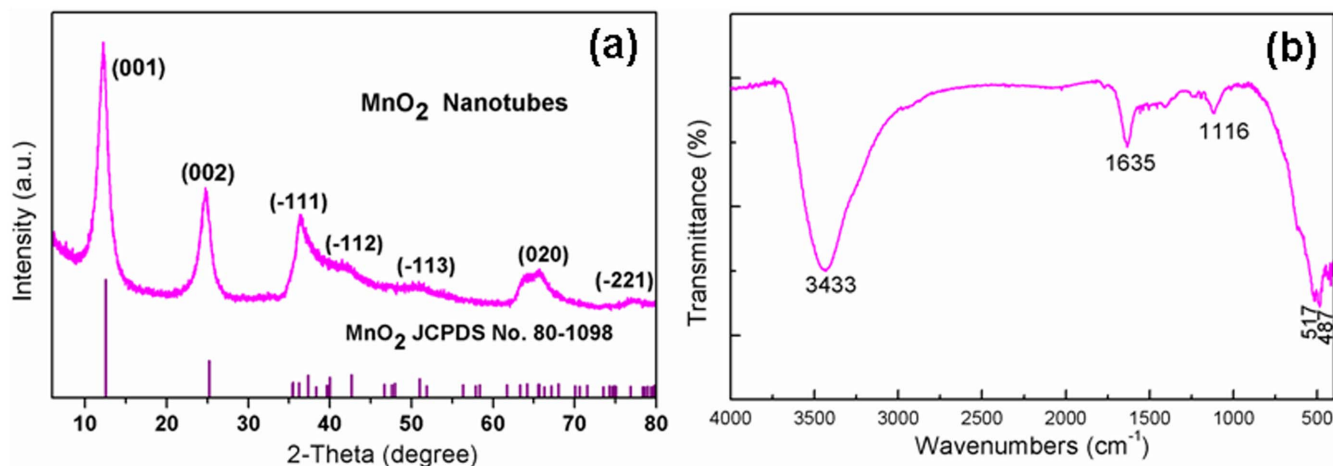 (a)
(001)
MnO₂ Nanotubes
(002)
(-111)
(-112)
(-113)
(020)
(-221)
MnO₂ JCPDS No. 80-1098
Intensity (a.u.)
10 20 30 40 50 60 70 80
2-Theta (degree)
(b)
1635
1116
3433
517
487
Transmittance (%)
4000 3500 3000 2500 2000 1500 1000 500
Wavenumbers (cm⁻¹)